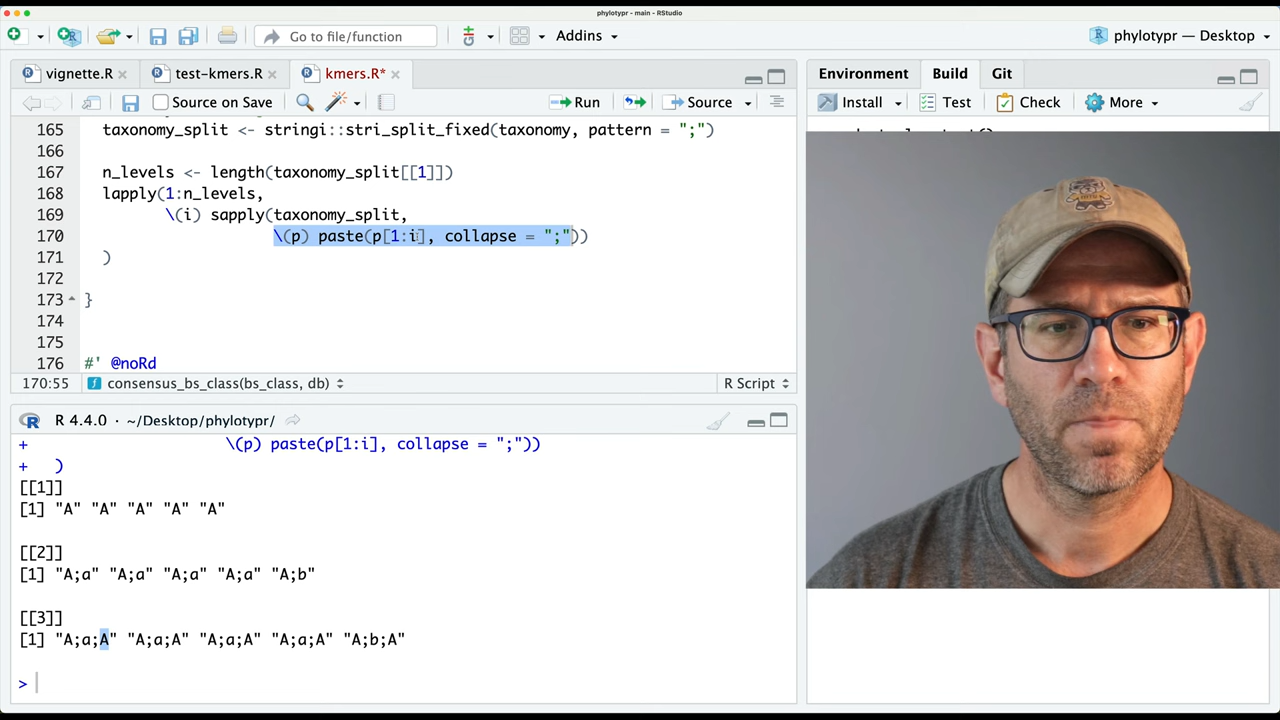 phylotypr - main - RStudio
Go to file/function
Addins
phylotypr — Desktop
vignette.R
test-kmers.R
kmers.R*
Source on Save
Run
Source
165 taxonomy_split <- stringi::stri_split_fixed(taxonomy, pattern = ";")
166
167 n_levels <- length(taxonomy_split[[1]])
168 lapply(1:n_levels,
169 \(i) sapply(taxonomy_split,
170 \(p) paste(p[1:i], collapse = ";"))
171 )
172
173 }
174
175
176 #' @noRd
170:55 consensus_bs_class(bs_class, db) R Script
R 4.4.0 · ~/Desktop/phylotypr/
+ \(p) paste(p[1:i], collapse = ";"))
+ )
[[1]]
[1] "A" "A" "A" "A" "A"
[[2]]
[1] "A;a" "A;a" "A;a" "A;a" "A;b"
[[3]]
[1] "A;a;A" "A;a;A" "A;a;A" "A;a;A" "A;b;A"
>
Environment Build Git
Install Test Check More